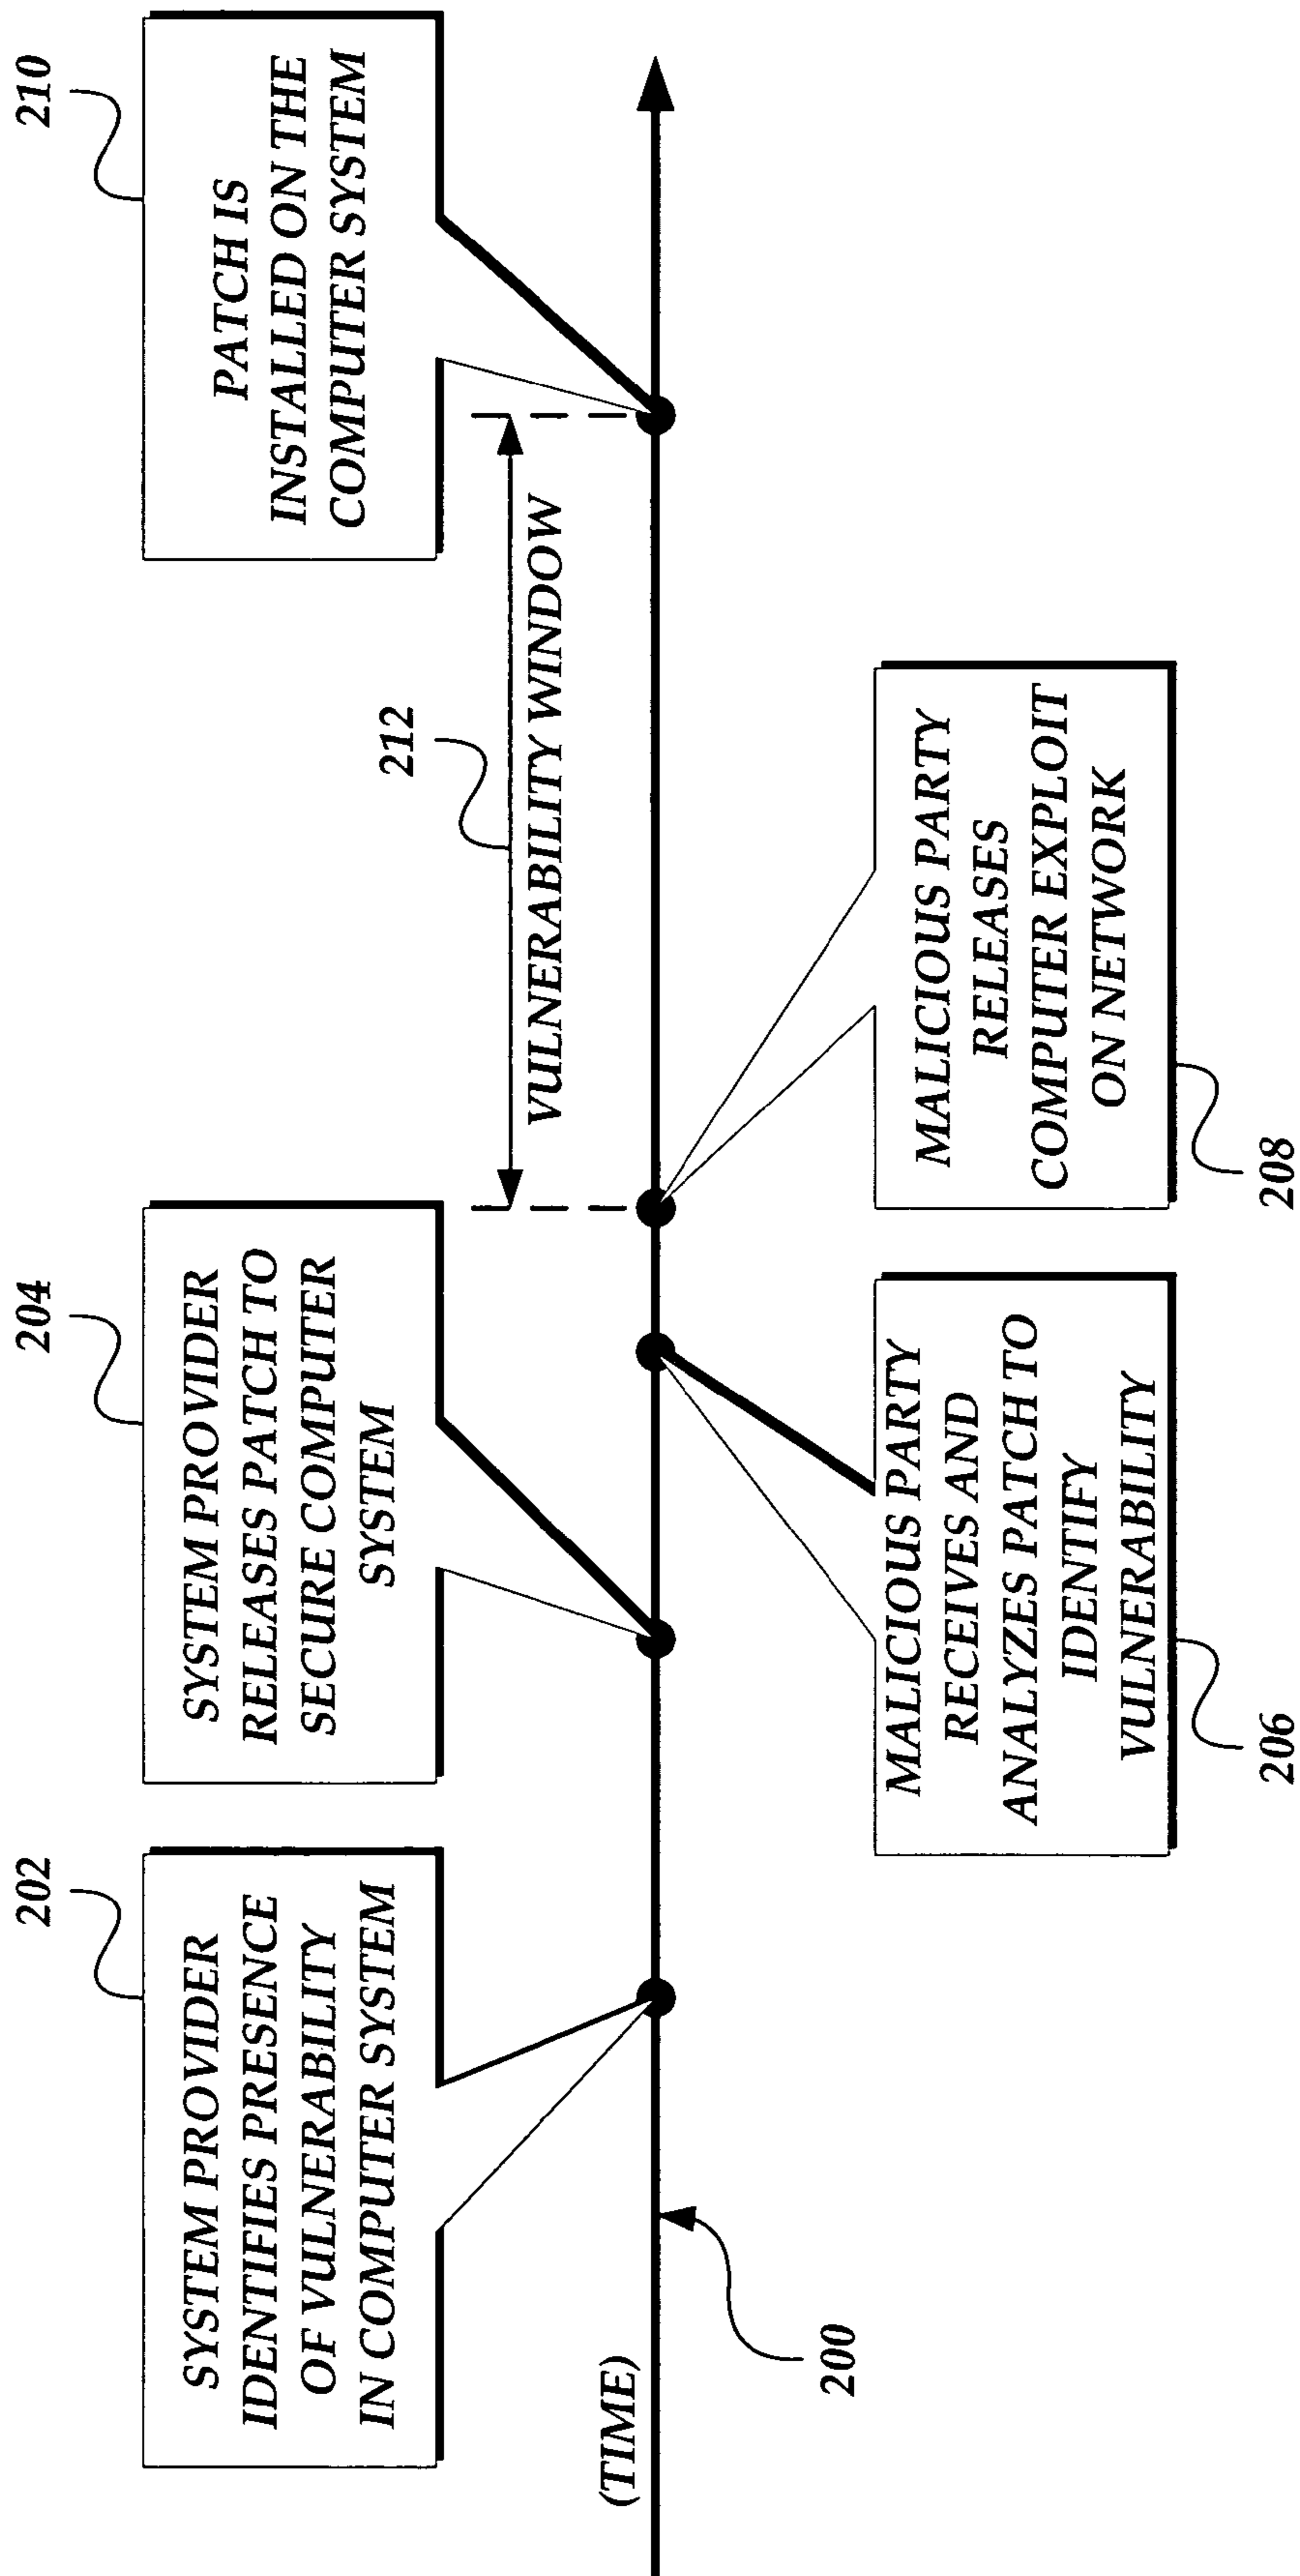 202
SYSTEM PROVIDER
IDENTIFIES PRESENCE
OF VULNERABILITY
IN COMPUTER SYSTEM
204
SYSTEM PROVIDER
RELEASES PATCH TO
SECURE COMPUTER
SYSTEM
210
PATCH IS
INSTALLED ON THE
COMPUTER SYSTEM
212
VULNERABILITY WINDOW
(TIME)
200
MALICIOUS PARTY
RECEIVES AND
ANALYZES PATCH TO
IDENTIFY
VULNERABILITY
206
MALICIOUS PARTY
RELEASES
COMPUTER EXPLOIT
ON NETWORK
208